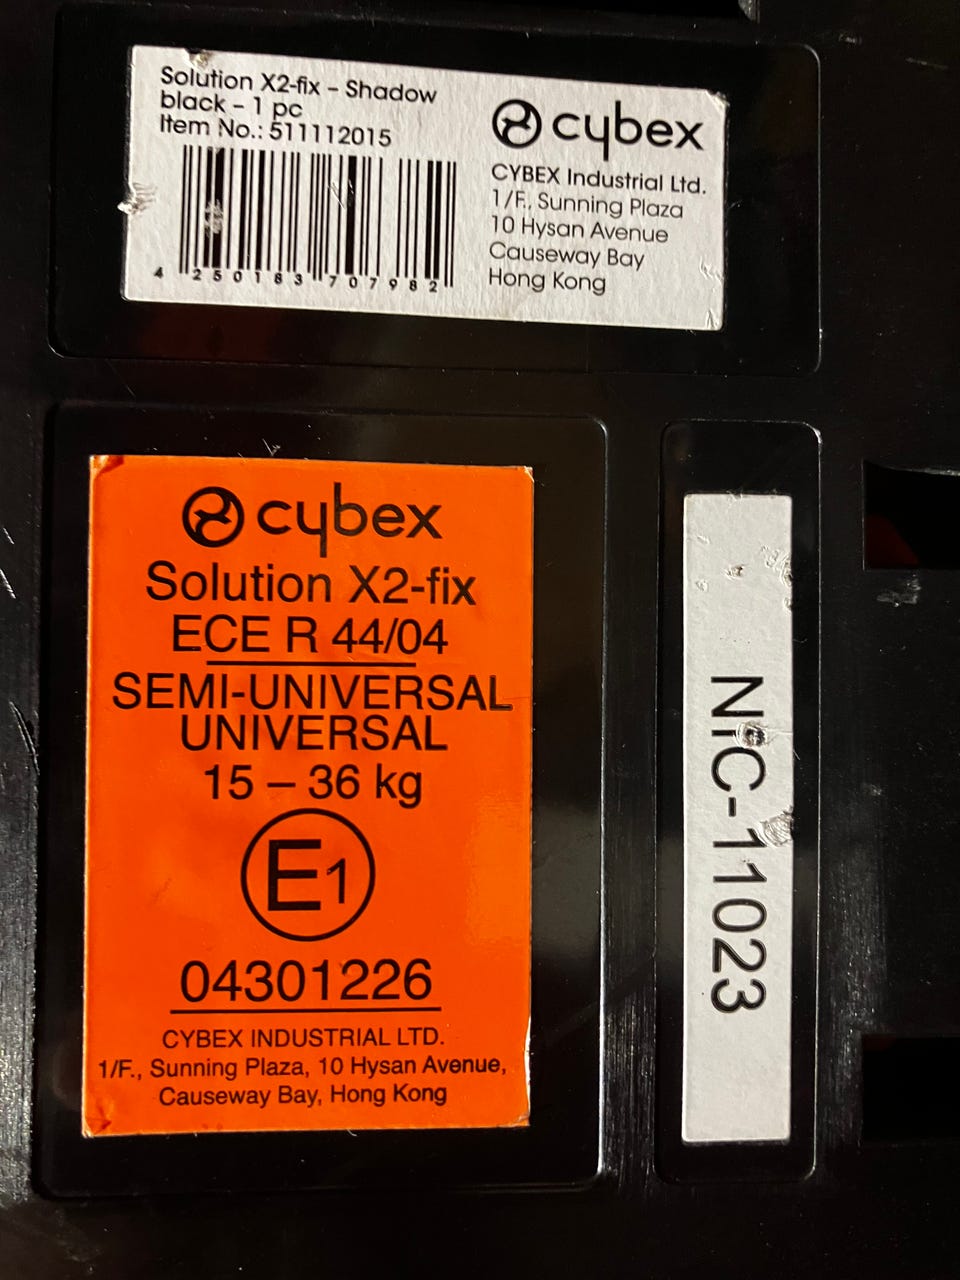 Solution X2-fix – Shadow
black – 1 pc
Item No.: 511112015
4 250183 707982
cybex
CYBEX Industrial Ltd.
1/F., Sunning Plaza
10 Hysan Avenue
Causeway Bay
Hong Kong
cybex
Solution X2-fix
ECE R 44/04
SEMI-UNIVERSAL
UNIVERSAL
15 – 36 kg
E1
04301226
CYBEX INDUSTRIAL LTD.
1/F., Sunning Plaza, 10 Hysan Avenue,
Causeway Bay, Hong Kong
NIC-11023